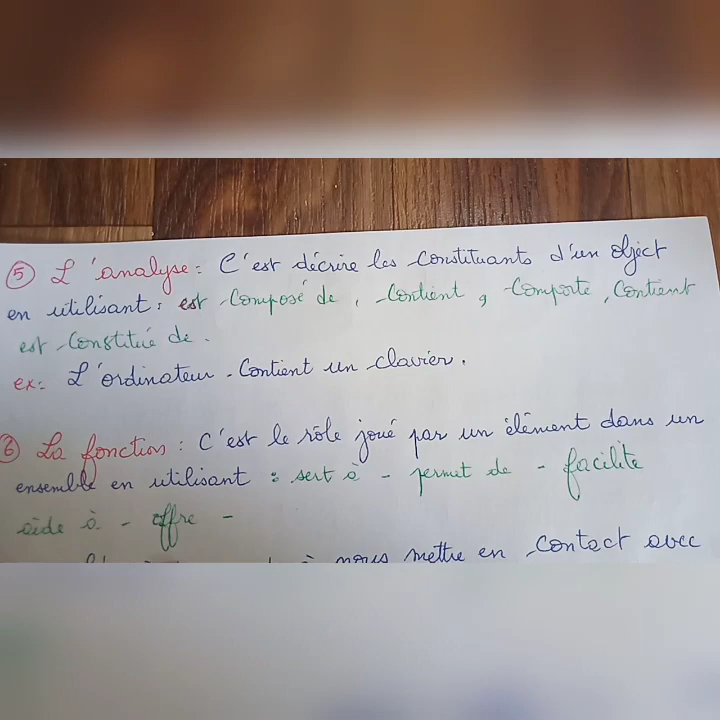 ⑤ L'analyse : C'est décrire les constituants d'un object
en utilisant : est composé de, contient, comporte, contient
est constitué de.
ex : L'ordinateur contient un clavier.
⑥ La fonction : C'est le rôle joué par un élément dans un
ensemble en utilisant : sert à - permet de - facilite
aide à - offre -
à nous mettre en contact avec